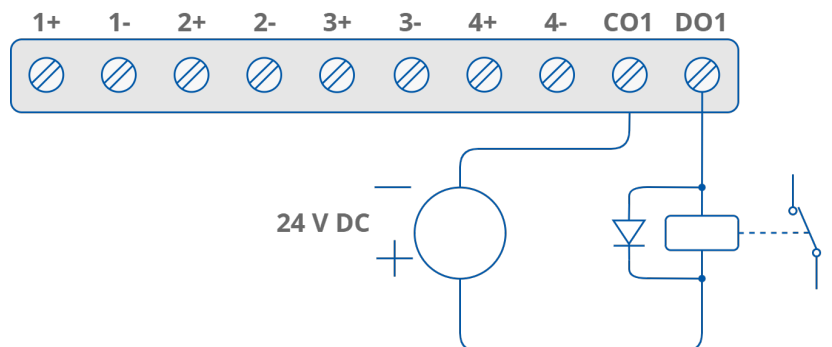 1+ 1- 2+ 2- 3+ 3- 4+ 4- CO1 DO1
24 V DC